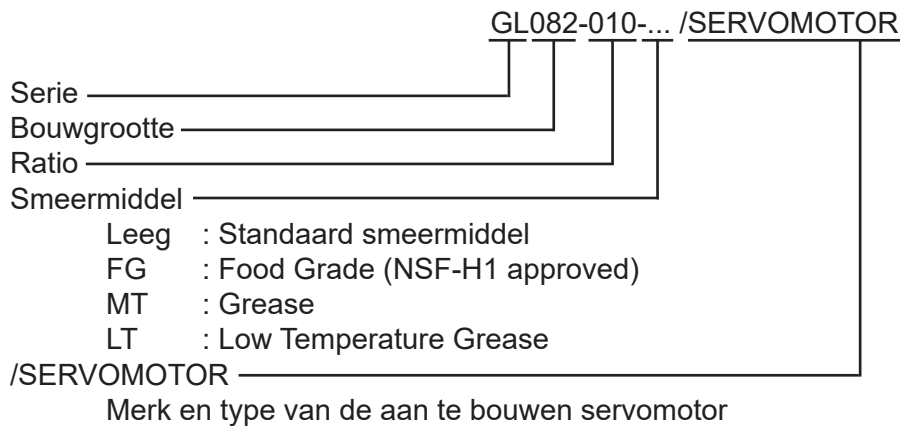 GL082-010-... /SERVOMOTOR
Serie
Bouwgrootte
Ratio
Smeermiddel
Leeg : Standaard smeermiddel
FG : Food Grade (NSF-H1 approved)
MT : Grease
LT : Low Temperature Grease
/SERVOMOTOR
Merk en type van de aan te bouwen servomotor